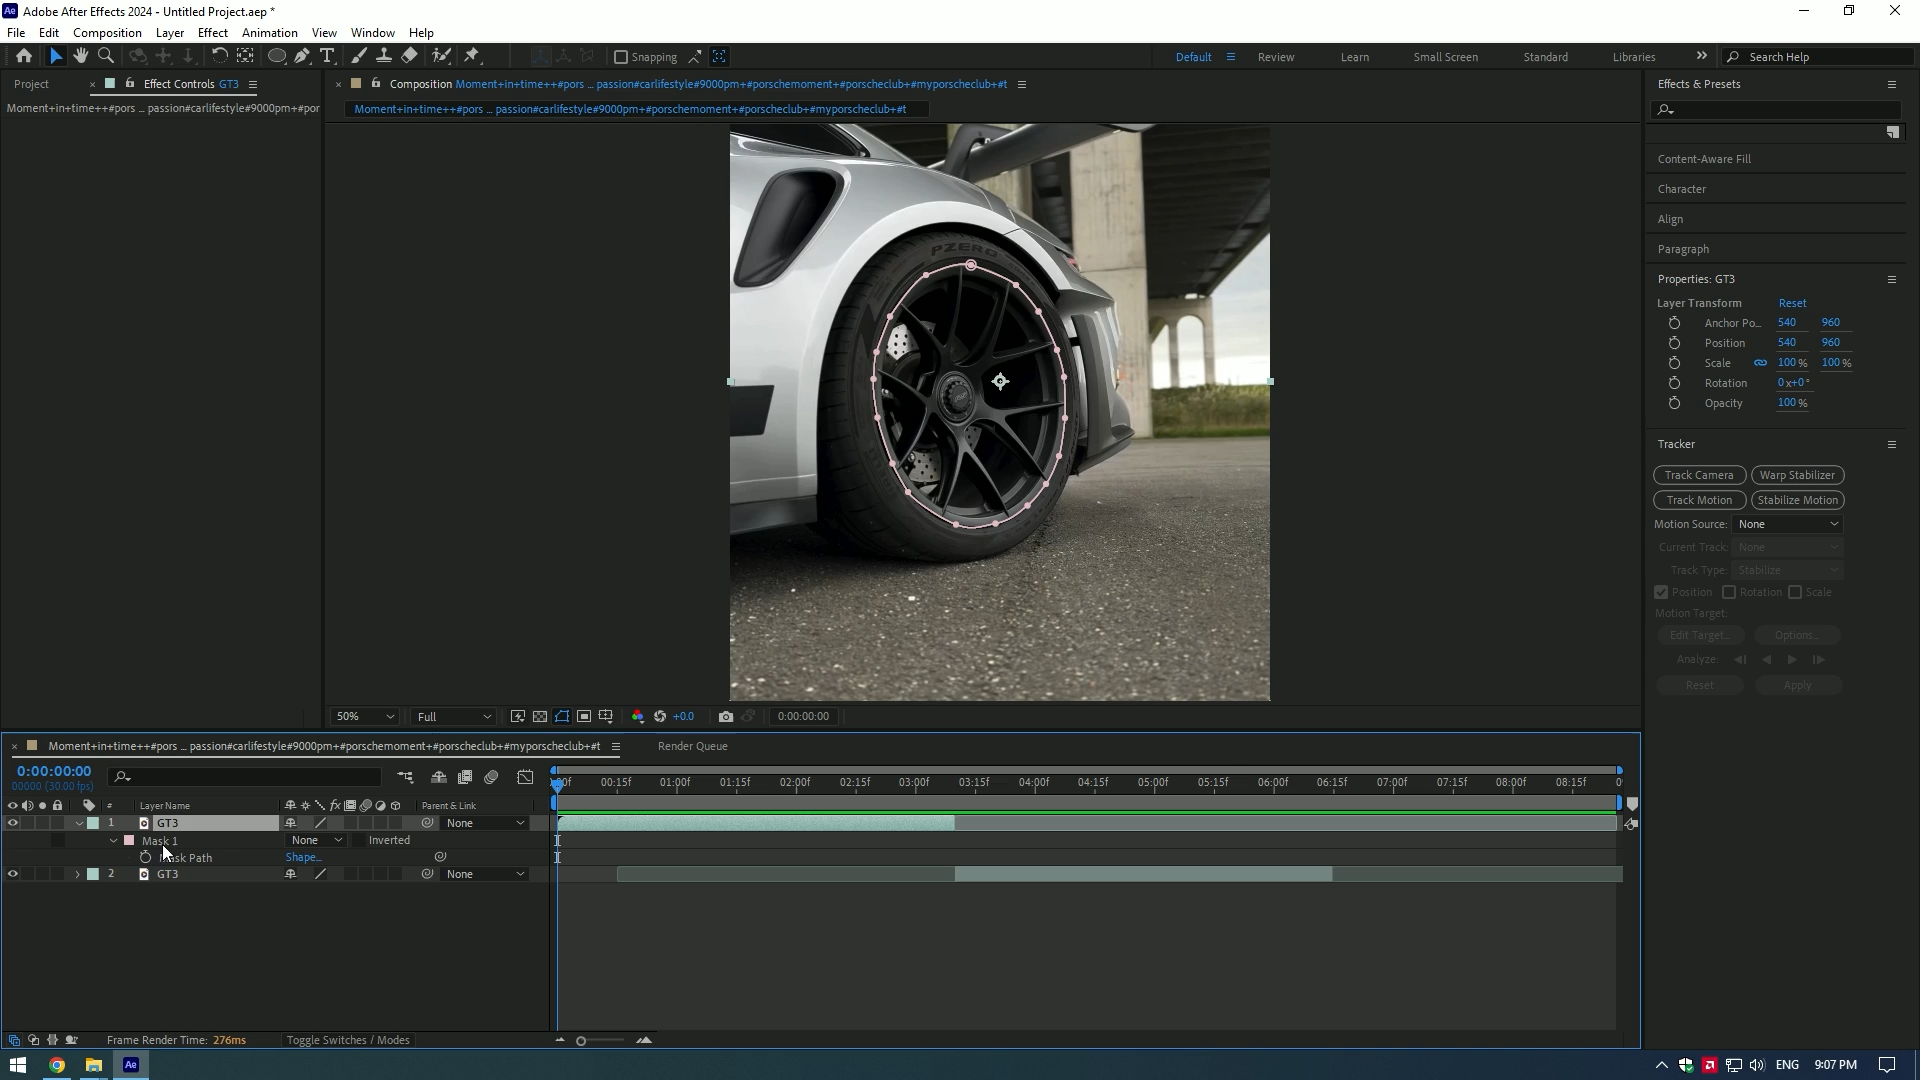 Adobe After Effects 2024 - Untitled Project.aep *
File Edit Composition Layer Effect Animation View Window Help
Snapping
Default Review Learn Small Screen Standard Libraries Search Help
Project Effect Controls GT3
Moment+in+time++#pors ... passion#carlifestyle#9000pm+#por
Composition Moment+in+time++#pors ... passion#carlifestyle#9000pm+#porschemoment+#porscheclub+#myporscheclub+#t
Moment+in+time++#pors ... passion#carlifestyle#9000pm+#porschemoment+#porscheclub+#myporscheclub+#t
PZERO
50% Full +0.0 0:00:00:00
Effects & Presets
Content-Aware Fill
Character
Align
Paragraph
Properties: GT3
Layer Transform Reset
Anchor Po... 540 960
Position 540 960
Scale 100 % 100 %
Rotation 0x+0°
Opacity 100 %
Tracker
Track Camera Warp Stabilizer
Track Motion Stabilize Motion
Motion Source: None
Current Track: None
Track Type: Stabilize
Position Rotation Scale
Motion Target:
Edit Target... Options...
Analyze:
Reset Apply
Moment+in+time++#pors ... passion#carlifestyle#9000pm+#porschemoment+#porscheclub+#myporscheclub+#t Render Queue
0:00:00:00
00000 (30.00 fps)
:00f 00:15f 01:00f 01:15f 02:00f 02:15f 03:00f 03:15f 04:00f 04:15f 05:00f 05:15f 06:00f 06:15f 07:00f 07:15f 08:00f 08:15f
# Layer Name Parent & Link
1 GT3 None
Mask 1 None Inverted
Mask Path Shape...
2 GT3 None
Frame Render Time: 276ms Toggle Switches / Modes
ENG 9:07 PM